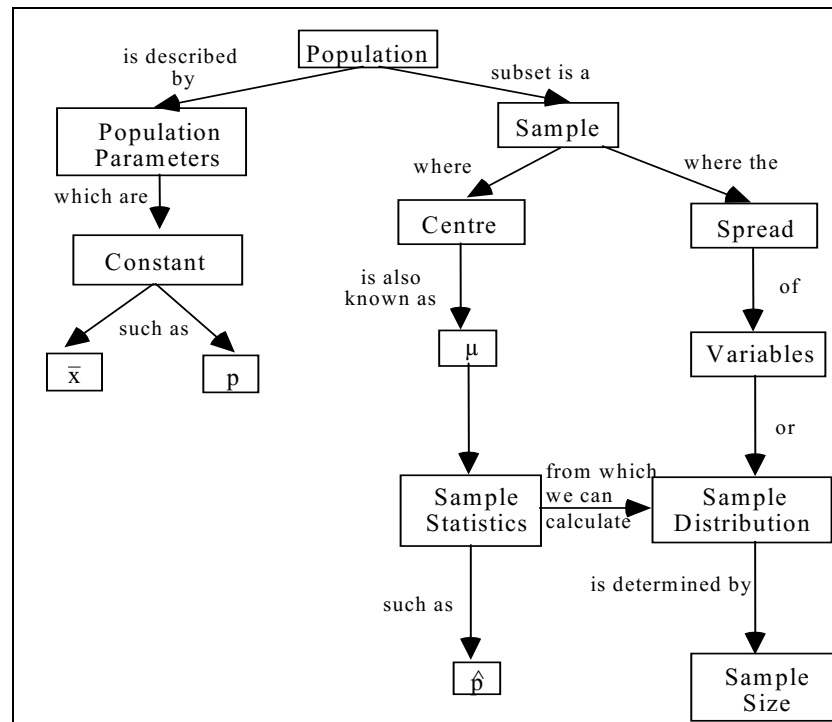 Population
is described
by
subset is a
Population
Parameters
Sample
which are
where
where the
Constant
Centre
Spread
such as
is also
known as
of
x̄
p
μ
Variables
or
Sample
Statistics
from which
we can
calculate
Sample
Distribution
such as
is determined by
p̂
Sample
Size